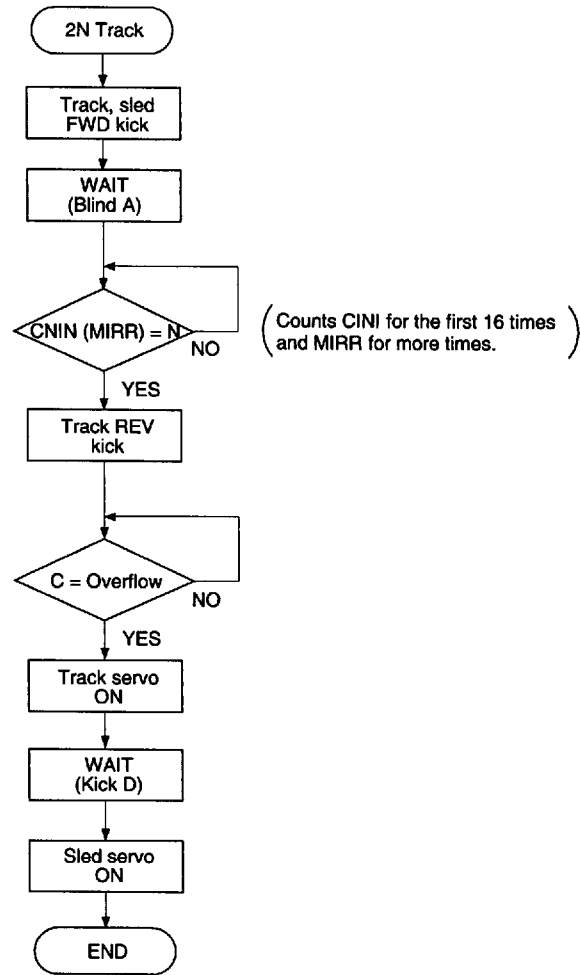 2N Track
Track, sled
FWD kick
WAIT
(Blind A)
CNIN (MIRR) = N
NO
(Counts CINI for the first 16 times
and MIRR for more times.)
YES
Track REV
kick
C = Overflow
NO
YES
Track servo
ON
WAIT
(Kick D)
Sled servo
ON
END